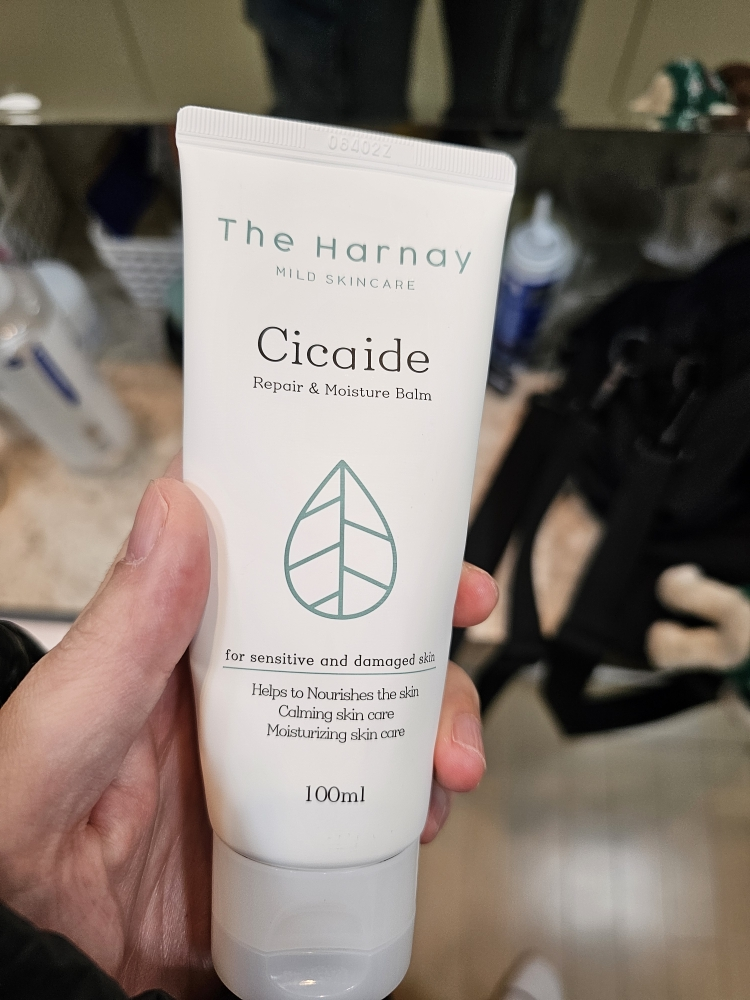 The Harnay
MILD SKINCARE
Cicaide
Repair & Moisture Balm
for sensitive and damaged skin
Helps to Nourishes the skin
Calming skin care
Moisturizing skin care
100ml